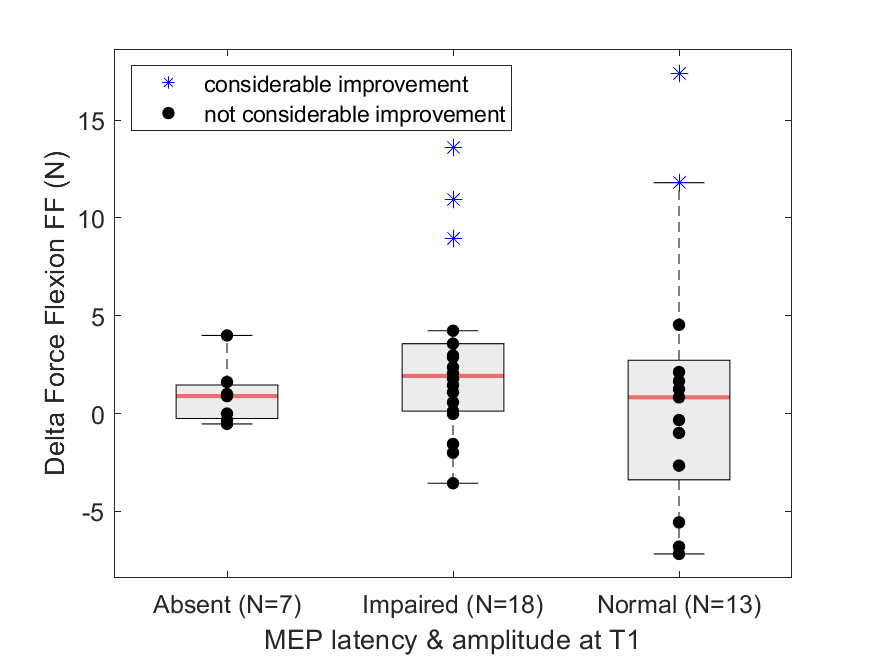 considerable improvement
not considerable improvement
Delta Force Flexion FF (N)
15
10
5
0
-5
Absent (N=7) Impaired (N=18) Normal (N=13)
MEP latency & amplitude at T1